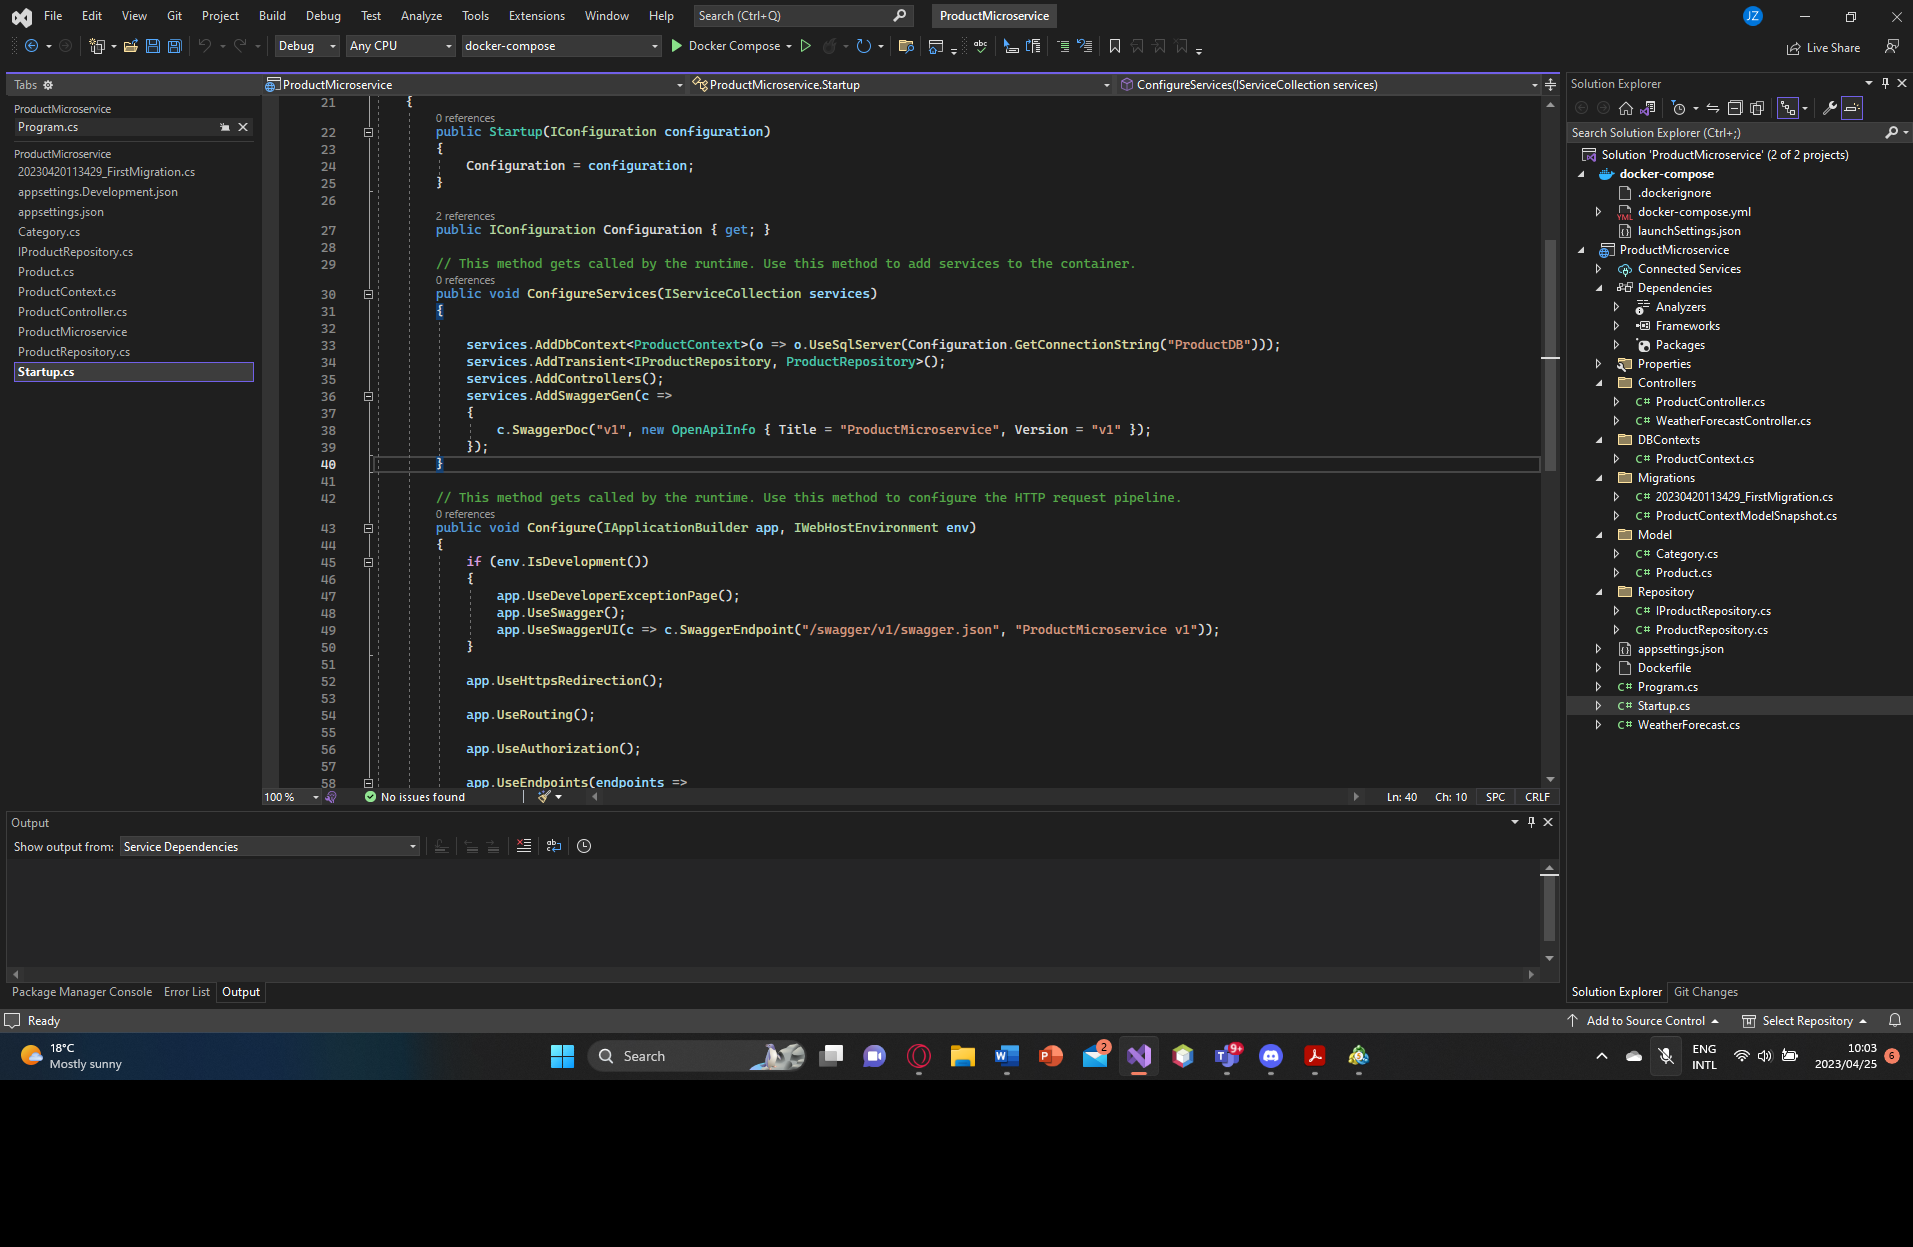 File Edit View Git Project Build Debug Test Analyze Tools Extensions Window Help Search (Ctrl+Q) ProductMicroservice JZ
Debug Any CPU docker-compose Docker Compose Live Share
Tabs
ProductMicroservice
Program.cs
ProductMicroservice
20230420113429_FirstMigration.cs
appsettings.Development.json
appsettings.json
Category.cs
IProductRepository.cs
Product.cs
ProductContext.cs
ProductController.cs
ProductMicroservice
ProductRepository.cs
Startup.cs
ProductMicroservice ProductMicroservice.Startup ConfigureServices(IServiceCollection services)
21 {
0 references
22 public Startup(IConfiguration configuration)
23 {
24 Configuration = configuration;
25 }
26
2 references
27 public IConfiguration Configuration { get; }
28
29 // This method gets called by the runtime. Use this method to add services to the container.
0 references
30 public void ConfigureServices(IServiceCollection services)
31 {
32
33 services.AddDbContext<ProductContext>(o => o.UseSqlServer(Configuration.GetConnectionString("ProductDB")));
34 services.AddTransient<IProductRepository, ProductRepository>();
35 services.AddControllers();
36 services.AddSwaggerGen(c =>
37 {
38 c.SwaggerDoc("v1", new OpenApiInfo { Title = "ProductMicroservice", Version = "v1" });
39 });
40 }
41
42 // This method gets called by the runtime. Use this method to configure the HTTP request pipeline.
0 references
43 public void Configure(IApplicationBuilder app, IWebHostEnvironment env)
44 {
45 if (env.IsDevelopment())
46 {
47 app.UseDeveloperExceptionPage();
48 app.UseSwagger();
49 app.UseSwaggerUI(c => c.SwaggerEndpoint("/swagger/v1/swagger.json", "ProductMicroservice v1"));
50 }
51
52 app.UseHttpsRedirection();
53
54 app.UseRouting();
55
56 app.UseAuthorization();
57
58 app.UseEndpoints(endpoints =>
100 % No issues found Ln: 40 Ch: 10 SPC CRLF
Output
Show output from: Service Dependencies
Package Manager Console Error List Output
Solution Explorer
Search Solution Explorer (Ctrl+;)
Solution 'ProductMicroservice' (2 of 2 projects)
docker-compose
.dockerignore
docker-compose.yml
launchSettings.json
ProductMicroservice
Connected Services
Dependencies
Analyzers
Frameworks
Packages
Properties
Controllers
C# ProductController.cs
C# WeatherForecastController.cs
DBContexts
C# ProductContext.cs
Migrations
C# 20230420113429_FirstMigration.cs
C# ProductContextModelSnapshot.cs
Model
C# Category.cs
C# Product.cs
Repository
C# IProductRepository.cs
C# ProductRepository.cs
appsettings.json
Dockerfile
C# Program.cs
C# Startup.cs
C# WeatherForecast.cs
Solution Explorer Git Changes
Ready Add to Source Control Select Repository
18°C
Mostly sunny
Search
2
9+
ENG
INTL
10:03
2023/04/25
6